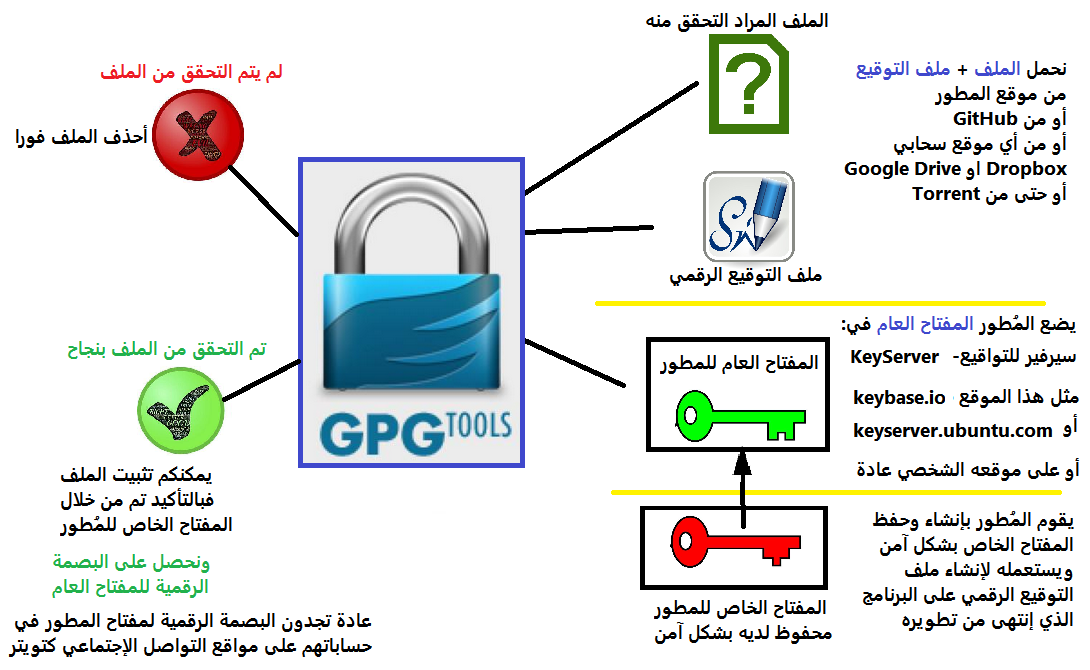 الملف المراد التحقق منه
نحمل الملف + ملف التوقيع
من موقع المطور
أو من GitHub
أو من أي موقع سحابي
Google Drive او Dropbox
أو حتى من Torrent
ملف التوقيع الرقمي
يضع المُطور المفتاح العام في:
سيرفير للتواقيع- KeyServer
مثل هذا الموقع keybase.io
أو keyserver.ubuntu.com
أو على موقعه الشخصي عادة
المفتاح العام للمطور
يقوم المُطور بإنشاء وحفظ
المفتاح الخاص بشكل آمن
ويستعمله لإنشاء ملف
التوقيع الرقمي على البرنامج
الذي إنتهى من تطويره
المفتاح الخاص للمطور
محفوظ لديه بشكل آمن
GPGTOOLS
لم يتم التحقق من الملف
أحذف الملف فورا
تم التحقق من الملف بنجاح
يمكنكم تثبيت الملف
فبالتأكيد تم من خلال
المفتاح الخاص للمُطور
ونحصل على البصمة
الرقمية للمفتاح العام
عادة تجدون البصمة الرقمية لمفتاح المطور في
حساباتهم على مواقع التواصل الإجتماعي كتويتر